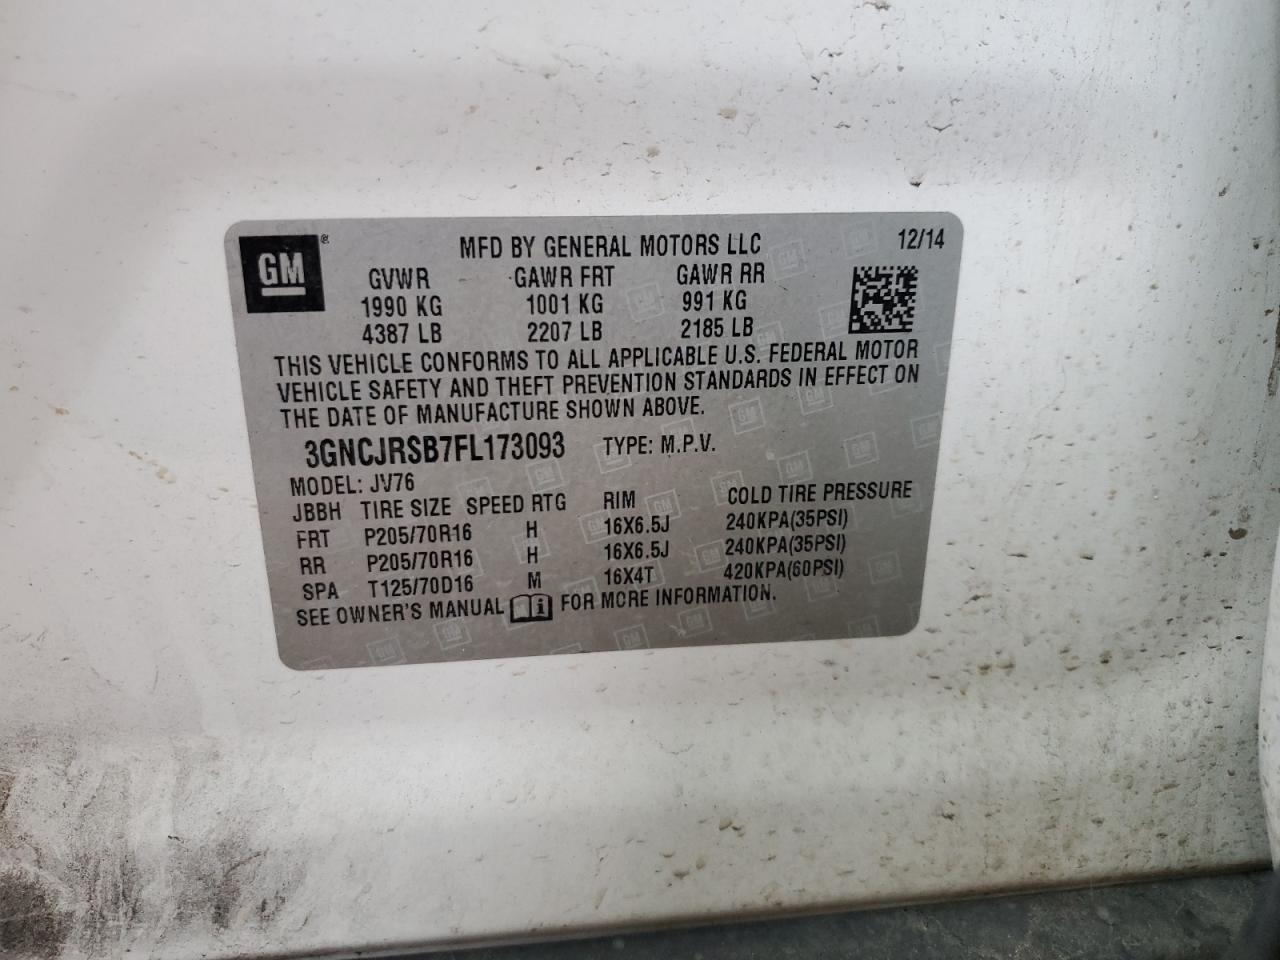 GM ®
MFD BY GENERAL MOTORS LLC 12/14
GVWR GAWR FRT GAWR RR
1990 KG 1001 KG 991 KG
4387 LB 2207 LB 2185 LB
THIS VEHICLE CONFORMS TO ALL APPLICABLE U.S. FEDERAL MOTOR
VEHICLE SAFETY AND THEFT PREVENTION STANDARDS IN EFFECT ON
THE DATE OF MANUFACTURE SHOWN ABOVE.
3GNCJRSB7FL173093 TYPE: M.P.V.
MODEL: JV76
JBBH TIRE SIZE SPEED RTG RIM COLD TIRE PRESSURE
FRT P205/70R16 H 16X6.5J 240KPA(35PSI)
RR P205/70R16 H 16X6.5J 240KPA(35PSI)
SPA T125/70D16 M 16X4T 420KPA(60PSI)
SEE OWNER'S MANUAL FOR MORE INFORMATION.